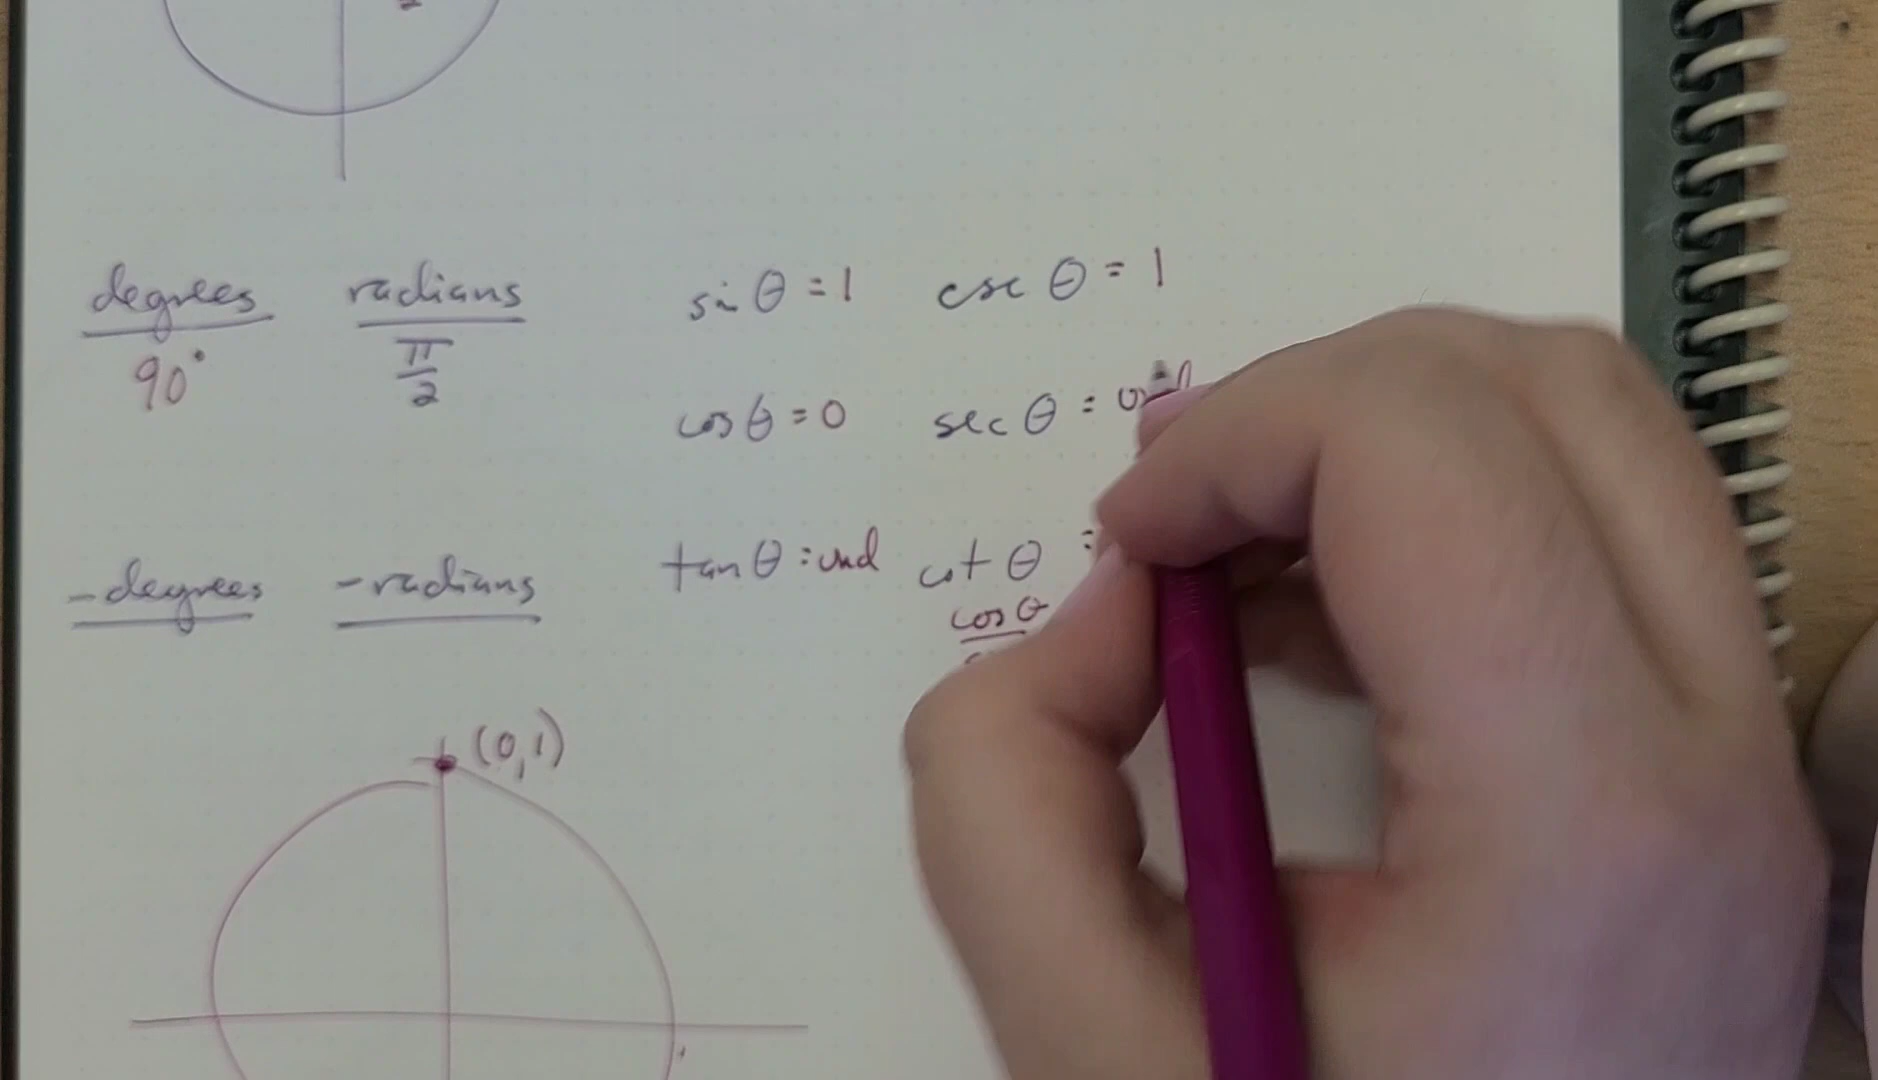 degrees radians sin θ = 1 csc θ = 1
90° π/2
cos θ = 0 sec θ =
-degrees -radians tan θ = und cot θ =
cos θ
(0,1)